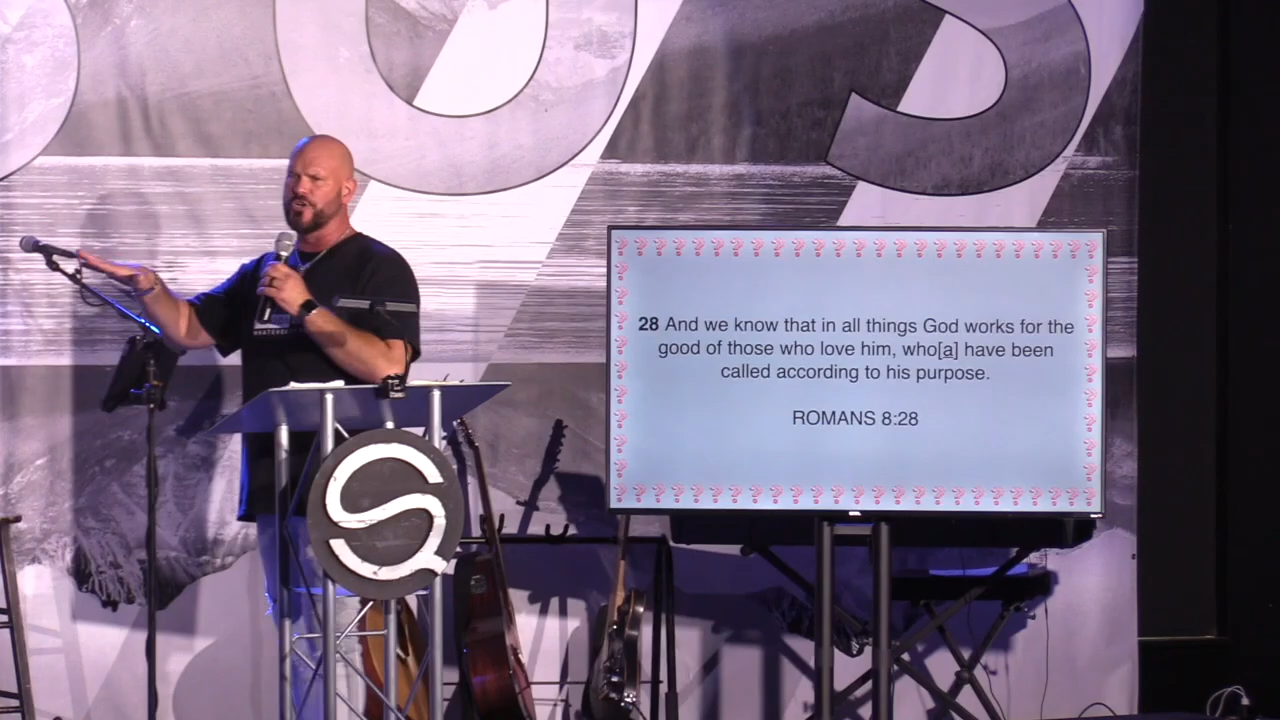 28 And we know that in all things God works for the
good of those who love him, who[a] have been
called according to his purpose.
ROMANS 8:28